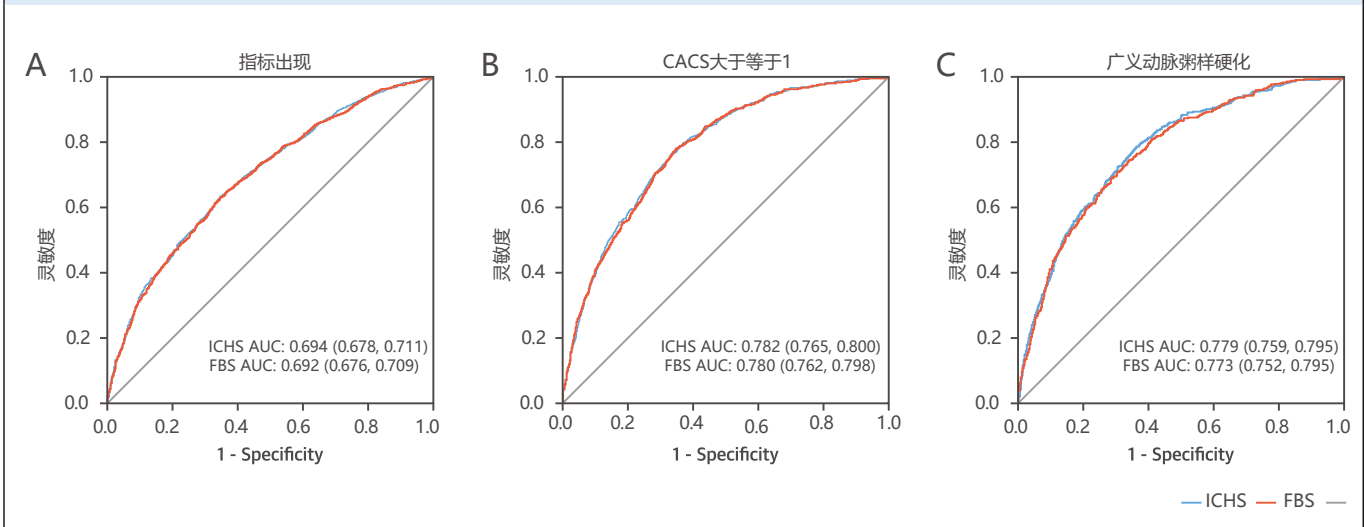 A
指标出现
1.0
0.8
0.6
0.4
0.2
0.0
灵敏度
ICHS AUC: 0.694 (0.678, 0.711)
FBS AUC: 0.692 (0.676, 0.709)
0.0 0.2 0.4 0.6 0.8 1.0
1 - Specificity
B
CACS大于等于1
1.0
0.8
0.6
0.4
0.2
0.0
灵敏度
ICHS AUC: 0.782 (0.765, 0.800)
FBS AUC: 0.780 (0.762, 0.798)
0.0 0.2 0.4 0.6 0.8 1.0
1 - Specificity
C
广义动脉粥样硬化
1.0
0.8
0.6
0.4
0.2
0.0
灵敏度
ICHS AUC: 0.779 (0.759, 0.795)
FBS AUC: 0.773 (0.752, 0.795)
0.0 0.2 0.4 0.6 0.8 1.0
1 - Specificity
ICHS FBS